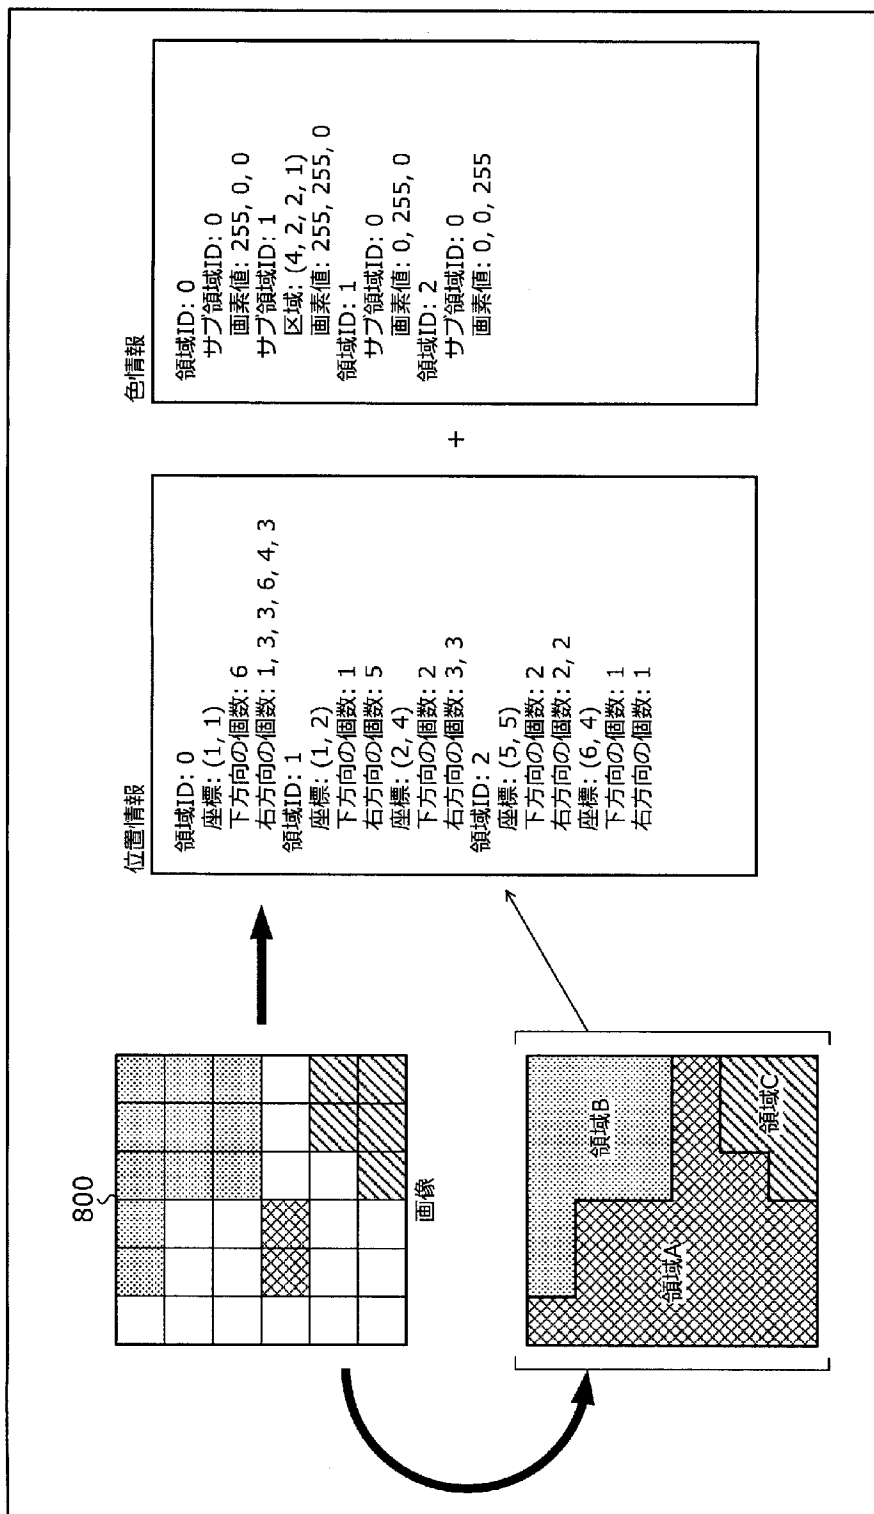 800
画像
領域A
領域B
領域C
位置情報
領域ID: 0
座標: (1, 1)
下方向の個数: 6
右方向の個数: 1, 3, 3, 6, 4, 3
領域ID: 1
座標: (1, 2)
下方向の個数: 1
右方向の個数: 5
座標: (2, 4)
下方向の個数: 2
右方向の個数: 3, 3
領域ID: 2
座標: (5, 5)
下方向の個数: 2
右方向の個数: 2, 2
座標: (6, 4)
下方向の個数: 1
右方向の個数: 1
+
色情報
領域ID: 0
サブ領域ID: 0
画素値: 255, 0, 0
サブ領域ID: 1
区域: (4, 2, 2, 1)
画素値: 255, 255, 0
領域ID: 1
サブ領域ID: 0
画素値: 0, 255, 0
領域ID: 2
サブ領域ID: 0
画素値: 0, 0, 255